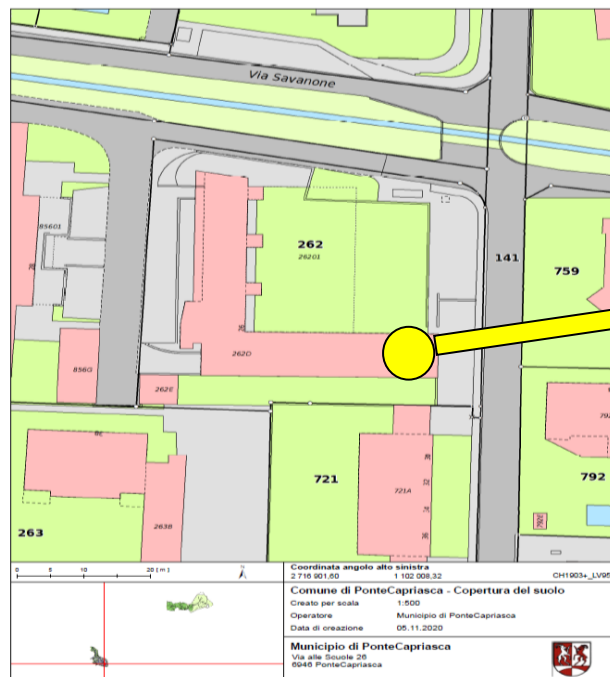 Via Savanone
85601
262
26201
141
759
262D
856G
262E
721
792
721A
263
263B
0 5 10 20 [m]
Coordinata angolo alto sinistra
2 716 901,60 1 102 008,32 CH1903+_LV95
Comune di PonteCapriasca - Copertura del suolo
Creato per scala 1:500
Operatore Municipio di PonteCapriasca
Data di creazione 05.11.2020
Municipio di PonteCapriasca
Via alle Scuole 26
6946 PonteCapriasca